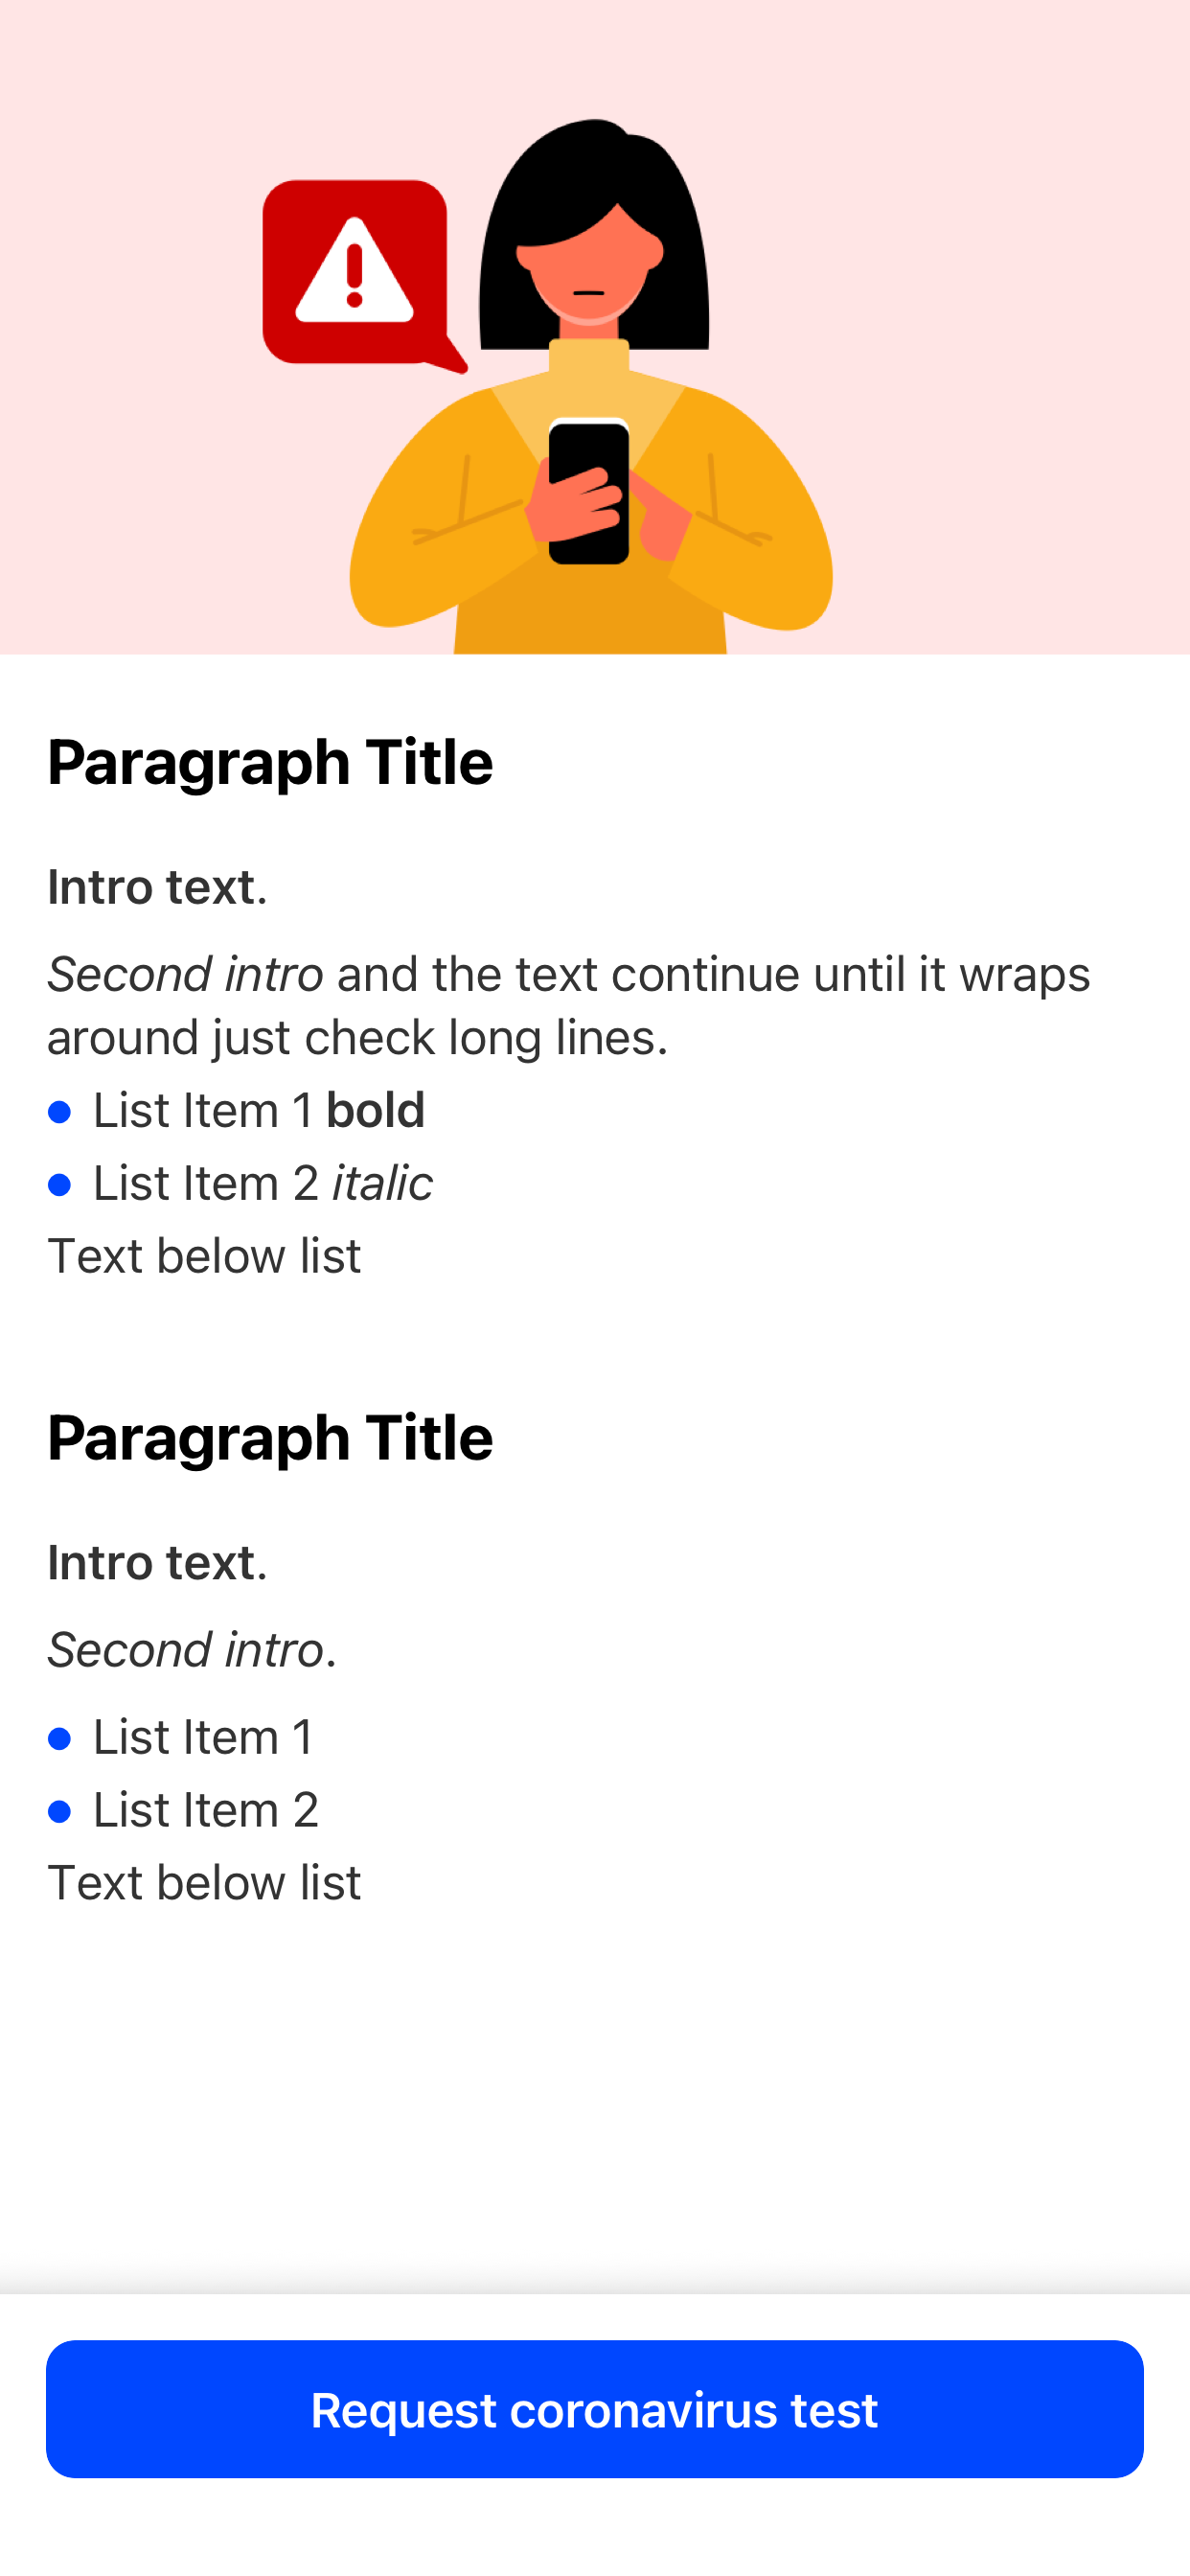 Paragraph Title
Intro text.
Second intro and the text continue until it wraps
around just check long lines.
List Item 1 bold
List Item 2 italic
Text below list
Paragraph Title
Intro text.
Second intro.
List Item 1
List Item 2
Text below list
Request coronavirus test